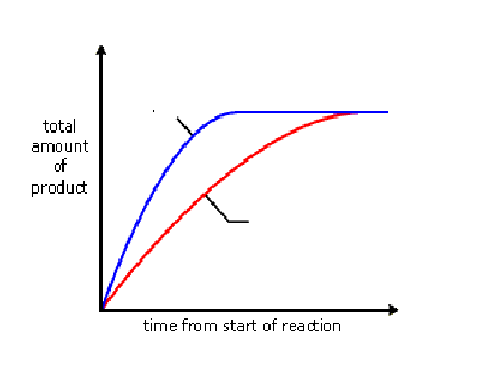 total
amount
of
product
time from start of reaction